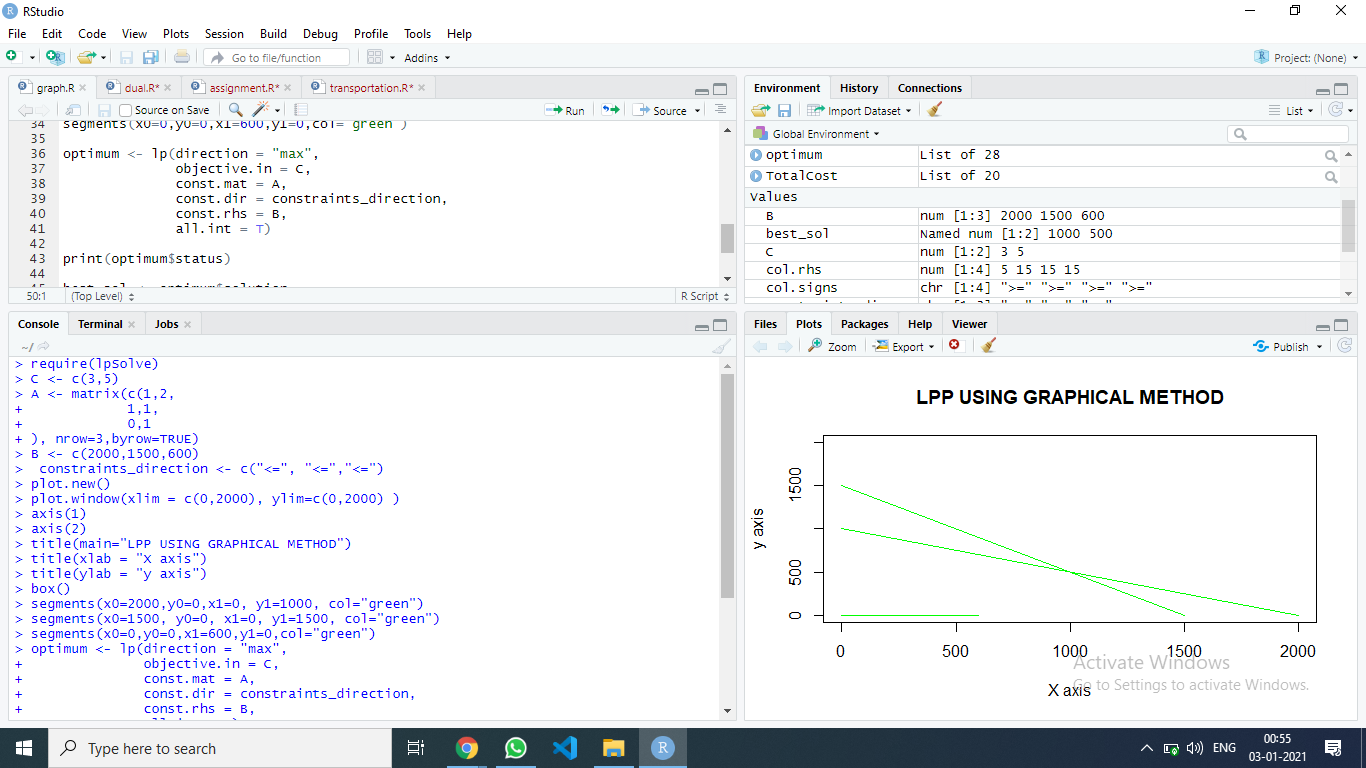 RStudio
File Edit Code View Plots Session Build Debug Profile Tools Help
Go to file/function
Addins
Project: (None)
graph.R
dual.R*
assignment.R*
transportation.R*
Source on Save
Run
Source
34 segments(x0=0,y0=0,x1=600,y1=0,col="green")
35
36 optimum <- lp(direction = "max",
37 objective.in = C,
38 const.mat = A,
39 const.dir = constraints_direction,
40 const.rhs = B,
41 all.int = T)
42
43 print(optimum$status)
44
50:1 (Top Level) R Script
Console Terminal Jobs
~/
> require(lpSolve)
> C <- c(3,5)
> A <- matrix(c(1,2,
+ 1,1,
+ 0,1
+ ), nrow=3,byrow=TRUE)
> B <- c(2000,1500,600)
>  constraints_direction <- c("<=", "<=","<=")
> plot.new()
> plot.window(xlim = c(0,2000), ylim=c(0,2000) )
> axis(1)
> axis(2)
> title(main="LPP USING GRAPHICAL METHOD")
> title(xlab = "X axis")
> title(ylab = "y axis")
> box()
> segments(x0=2000,y0=0,x1=0, y1=1000, col="green")
> segments(x0=1500, y0=0, x1=0, y1=1500, col="green")
> segments(x0=0,y0=0,x1=600,y1=0,col="green")
> optimum <- lp(direction = "max",
+ objective.in = C,
+ const.mat = A,
+ const.dir = constraints_direction,
+ const.rhs = B,
Environment History Connections
Import Dataset
List
Global Environment
optimum List of 28
TotalCost List of 20
Values
B num [1:3] 2000 1500 600
best_sol Named num [1:2] 1000 500
C num [1:2] 3 5
col.rhs num [1:4] 5 15 15 15
col.signs chr [1:4] ">=" ">=" ">=" ">="
Files Plots Packages Help Viewer
Zoom
Export
Publish
LPP USING GRAPHICAL METHOD
y axis
1500
500
0
0 500 1000 1500 2000
X axis
Activate Windows
Go to Settings to activate Windows.
Type here to search
ENG
00:55
03-01-2021